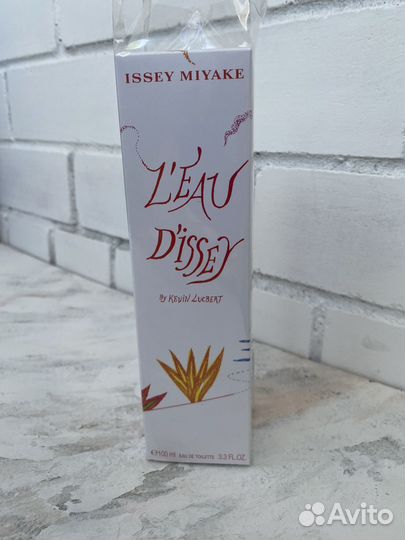 ISSEY MIYAKE
L'EAU
D'ISSEY
BY KEVIN LUCBERT
℮ 100 ml EAU DE TOILETTE 3.3 FL.OZ.
Avito